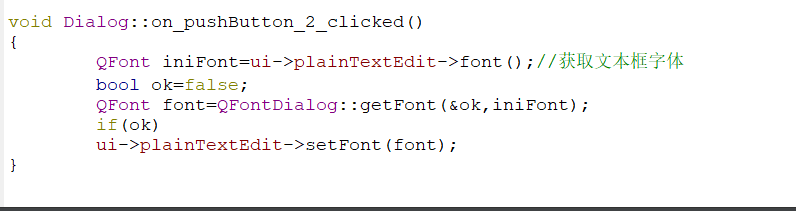 void Dialog::on_pushButton_2_clicked()
{
QFont iniFont=ui->plainTextEdit->font();//获取文本框字体
bool ok=false;
QFont font=QFontDialog::getFont(&ok,iniFont);
if(ok)
ui->plainTextEdit->setFont(font);
}